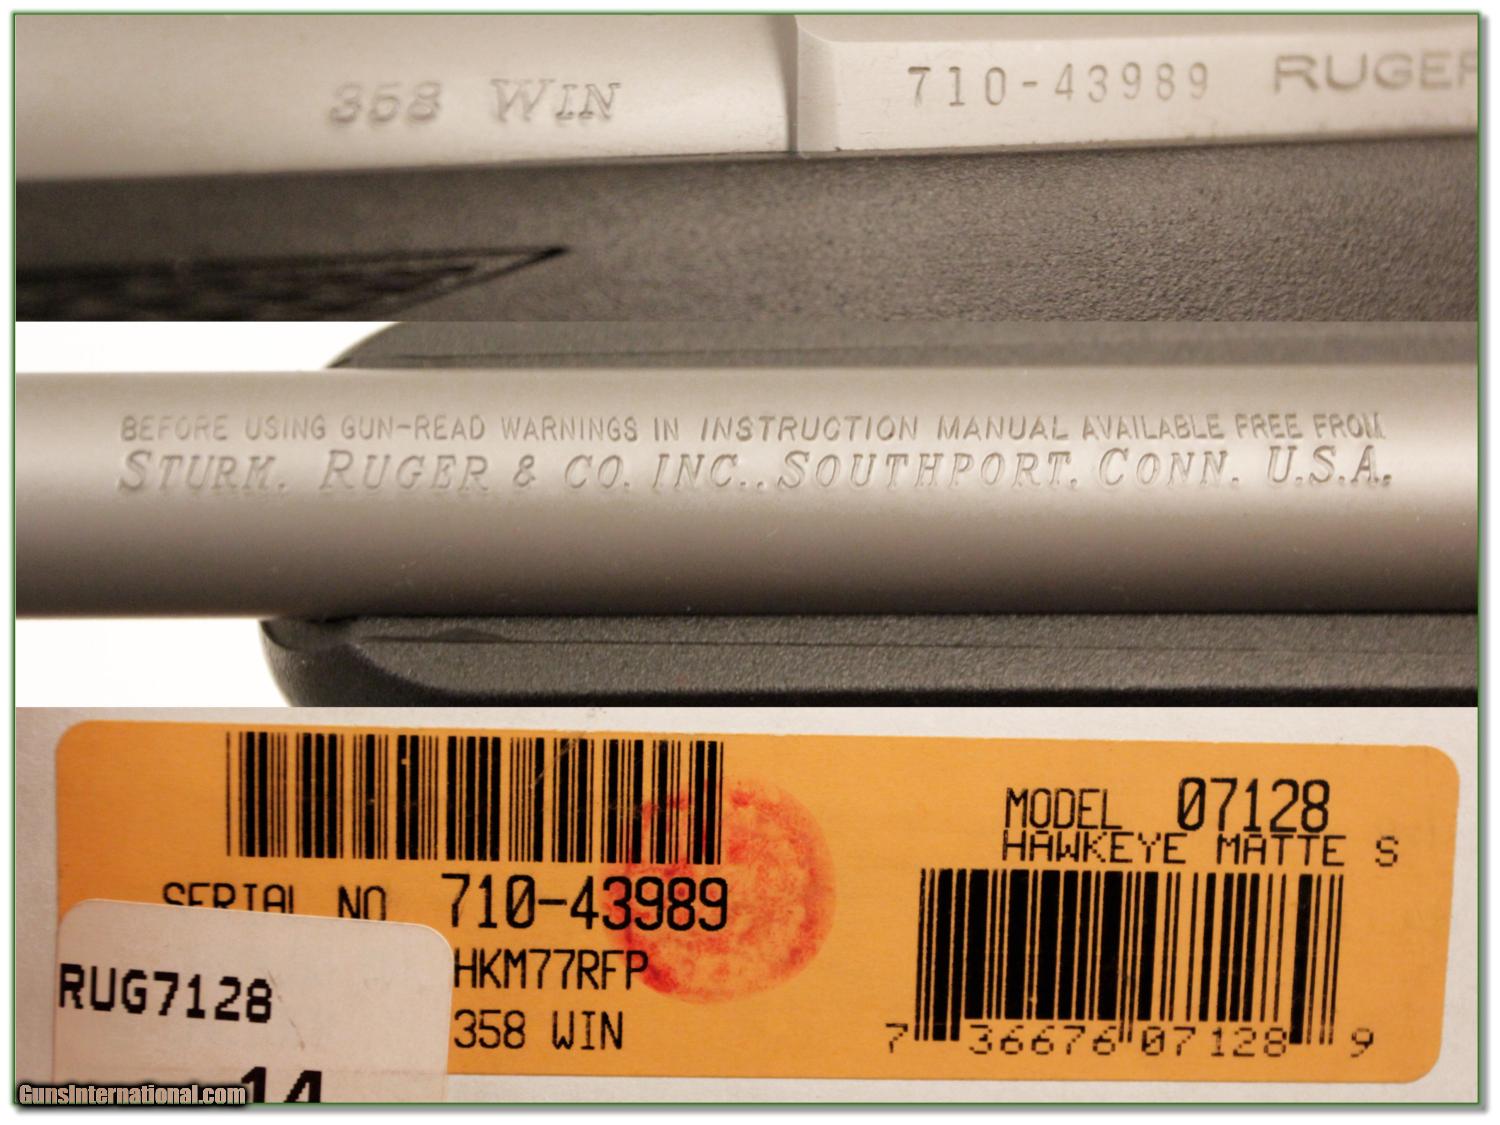 358 WIN
710-43989 RUGER
BEFORE USING GUN-READ WARNINGS IN INSTRUCTION MANUAL AVAILABLE FREE FROM
STURM, RUGER & CO. INC., SOUTHPORT, CONN. U.S.A.
SERIAL NO 710-43989
HKM77RFP
358 WIN
RUG7128
14
MODEL 07128
HAWKEYE MATTE S
7 36676 07128 9
GunsInternational.com